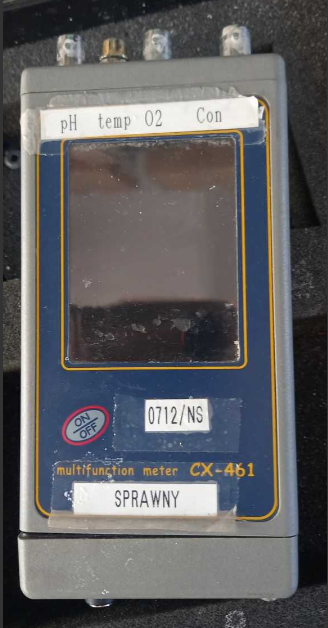 pH temp O2 Con
0712/NS
ON
OFF
multifunction meter CX-461
SPRAWNY